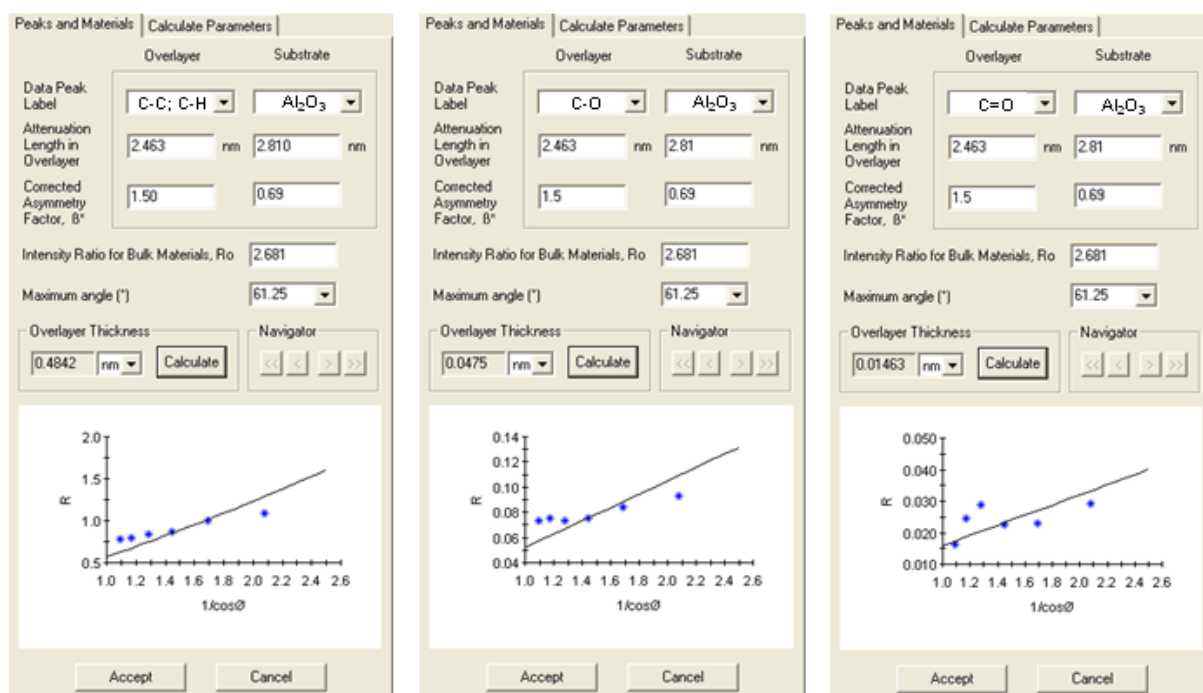 Peaks and Materials Calculate Parameters
Overlayer Substrate
Data Peak
Label
C-C; C-H Al₂O₃
Attenuation
Length in
Overlayer
2.463 nm 2.810 nm
Corrected
Asymmetry
Factor, ß*
1.50 0.69
Intensity Ratio for Bulk Materials, Ro 2.681
Maximum angle (°) 61.25
Overlayer Thickness Navigator
0.4842 nm Calculate << < > >>
2.0
1.5
1.0
0.5
R
1.0 1.2 1.4 1.6 1.8 2.0 2.2 2.4 2.6
1/cosØ
Accept Cancel
Peaks and Materials Calculate Parameters
Overlayer Substrate
Data Peak
Label
C-O Al₂O₃
Attenuation
Length in
Overlayer
2.463 nm 2.81 nm
Corrected
Asymmetry
Factor, ß*
1.5 0.69
Intensity Ratio for Bulk Materials, Ro 2.681
Maximum angle (°) 61.25
Overlayer Thickness Navigator
0.0475 nm Calculate << < > >>
0.14
0.12
0.10
0.08
0.06
0.04
R
1.0 1.2 1.4 1.6 1.8 2.0 2.2 2.4 2.6
1/cosØ
Accept Cancel
Peaks and Materials Calculate Parameters
Overlayer Substrate
Data Peak
Label
C=O Al₂O₃
Attenuation
Length in
Overlayer
2.463 nm 2.81 nm
Corrected
Asymmetry
Factor, ß*
1.5 0.69
Intensity Ratio for Bulk Materials, Ro 2.681
Maximum angle (°) 61.25
Overlayer Thickness Navigator
0.01463 nm Calculate << < > >>
0.050
0.040
0.030
0.020
0.010
R
1.0 1.2 1.4 1.6 1.8 2.0 2.2 2.4 2.6
1/cosØ
Accept Cancel